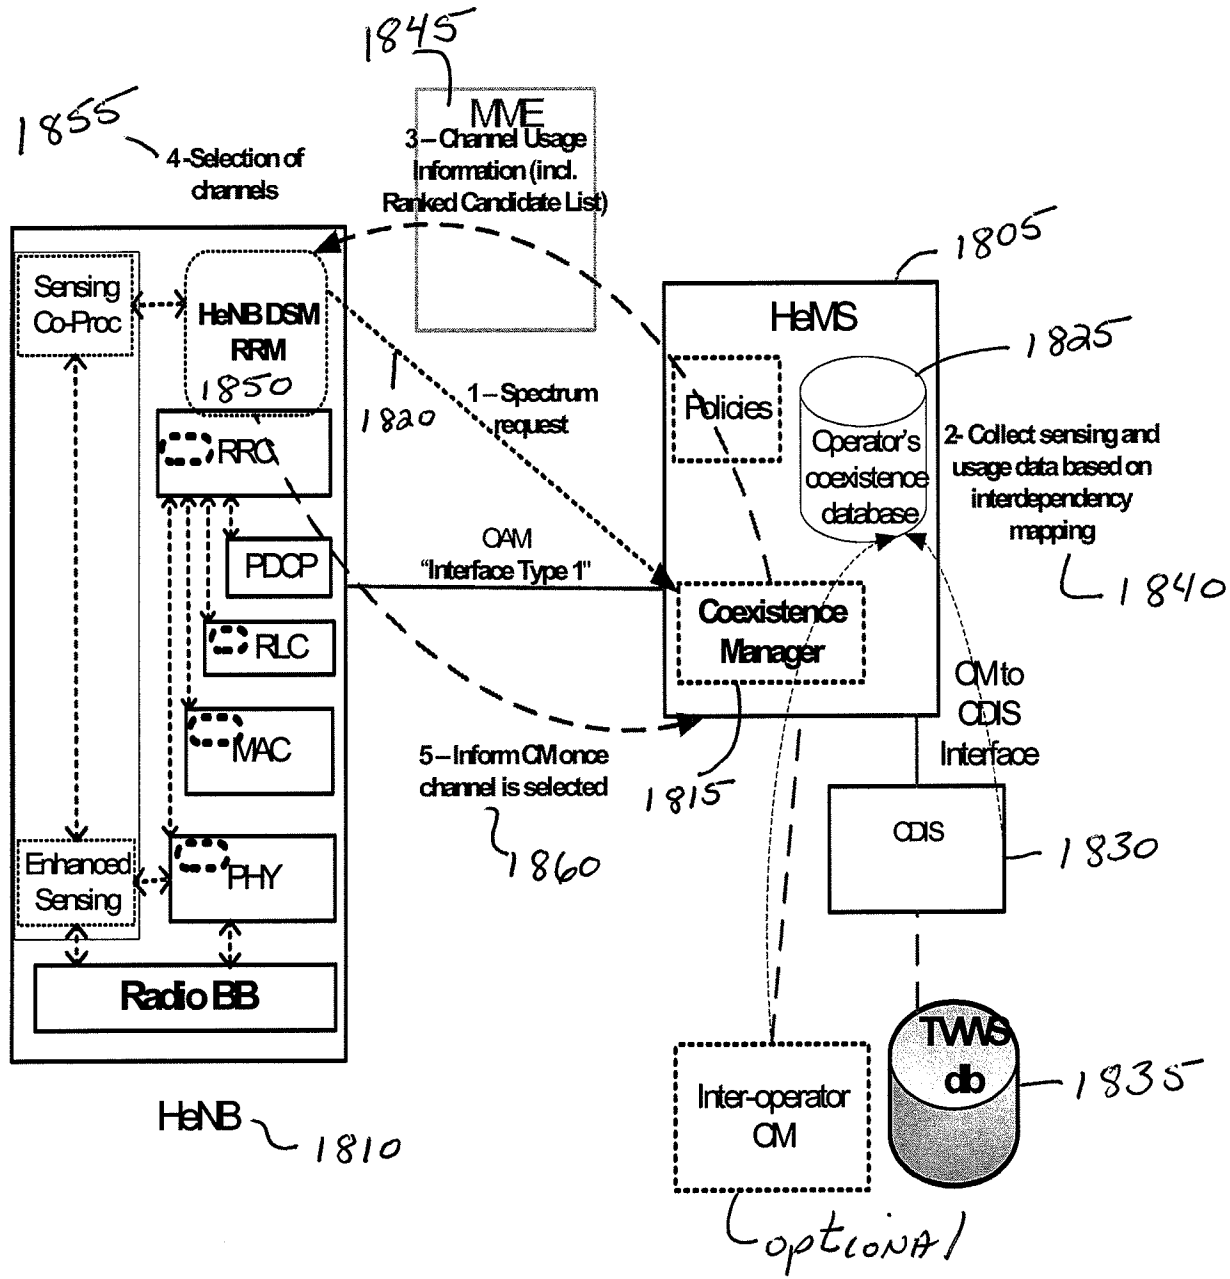 1845
1855
MME
3 – Channel Usage
Information (incl.
Ranked Candidate List)
4-Selection of
channels
1805
Sensing
Co-Proc
HeNB DSM
RRM
1850
HeMS
1825
1820
1 – Spectrum
request
Policies
Operator's
coexistence
database
2- Collect sensing and
usage data based on
interdependency
mapping
1840
RRC
PDCP
RLC
MAC
PHY
OAM
"Interface Type 1"
Coexistence
Manager
CM to
CDIS
Interface
5 – Inform CM once
channel is selected
1815
1860
CDIS
1830
Enhanced
Sensing
Radio BB
TVWS
db
1835
Inter-operator
CM
HeNB
1810
optional